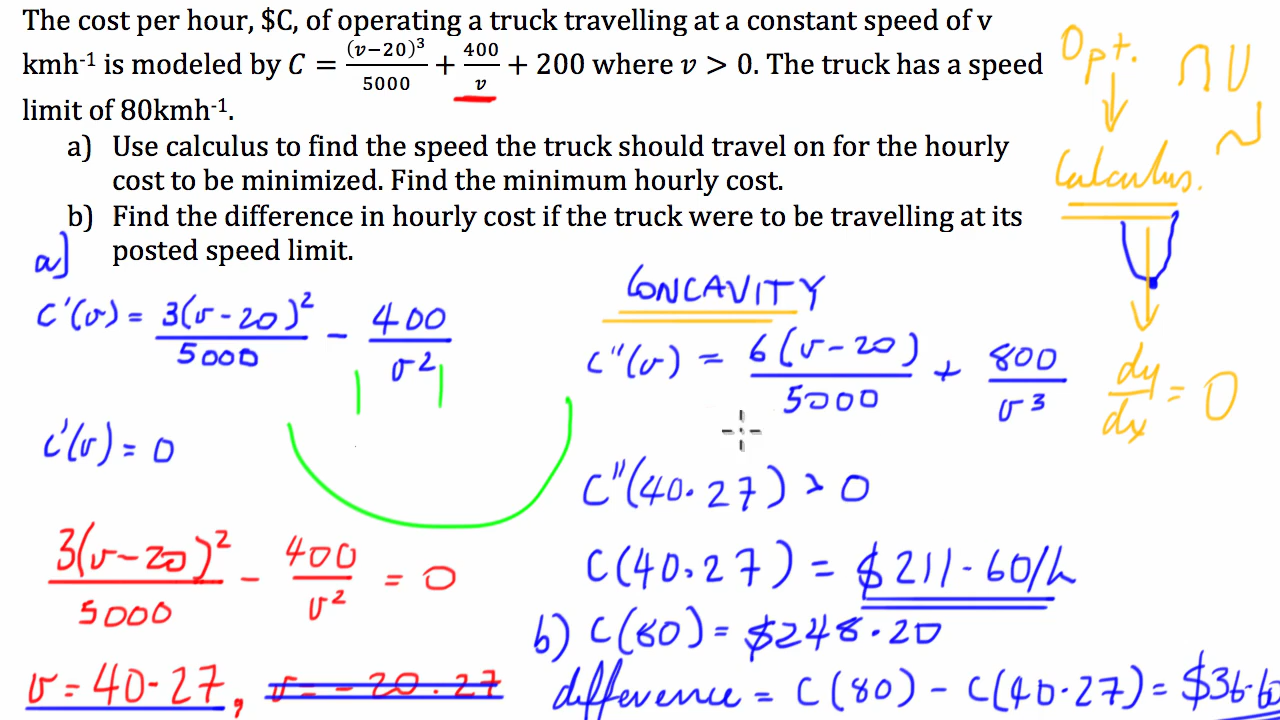 The cost per hour, $C, of operating a truck travelling at a constant speed of v
kmh⁻¹ is modeled by C = (v−20)³/5000 + 400/v + 200 where v > 0. The truck has a speed
limit of 80kmh⁻¹.
a) Use calculus to find the speed the truck should travel on for the hourly
cost to be minimized. Find the minimum hourly cost.
b) Find the difference in hourly cost if the truck were to be travelling at its
posted speed limit.
Opt.
Calculus.
dy/dx = 0
a]
C'(v) = 3(v-20)²/5000 - 400/v²
C'(v) = 0
3(v-20)²/5000 - 400/v² = 0
v = 40.27, v = -20.27
CONCAVITY
C''(v) = 6(v-20)/5000 + 800/v³
C''(40.27) > 0
C(40.27) = $211.60/h
b) C(80) = $248.20
difference = C(80) - C(40.27) = $36.60